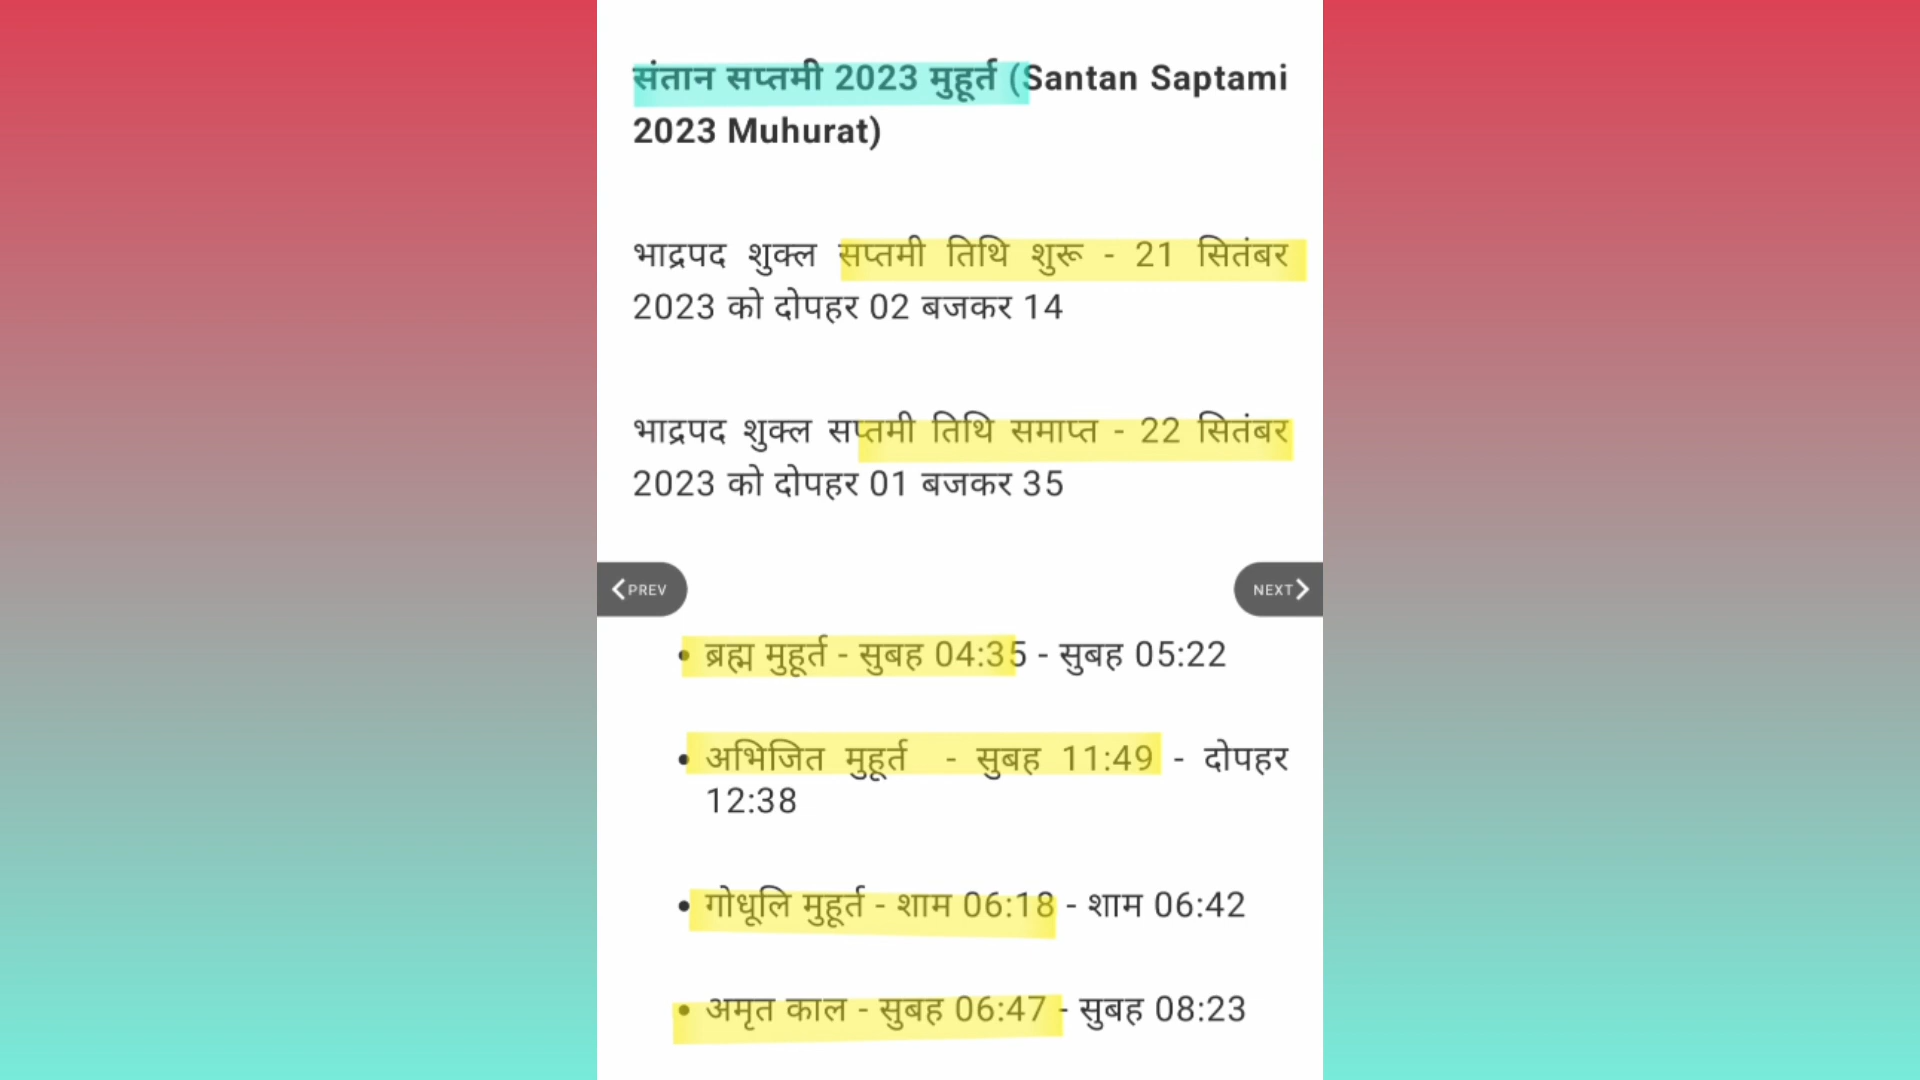 संतान सप्तमी 2023 मुहूर्त (Santan Saptami
2023 Muhurat)
भाद्रपद शुक्ल सप्तमी तिथि शुरू - 21 सितंबर
2023 को दोपहर 02 बजकर 14
भाद्रपद शुक्ल सप्तमी तिथि समाप्त - 22 सितंबर
2023 को दोपहर 01 बजकर 35
PREV
NEXT
• ब्रह्म मुहूर्त - सुबह 04:35 - सुबह 05:22
• अभिजित मुहूर्त - सुबह 11:49 - दोपहर
12:38
• गोधूलि मुहूर्त - शाम 06:18 - शाम 06:42
• अमृत काल - सुबह 06:47 - सुबह 08:23